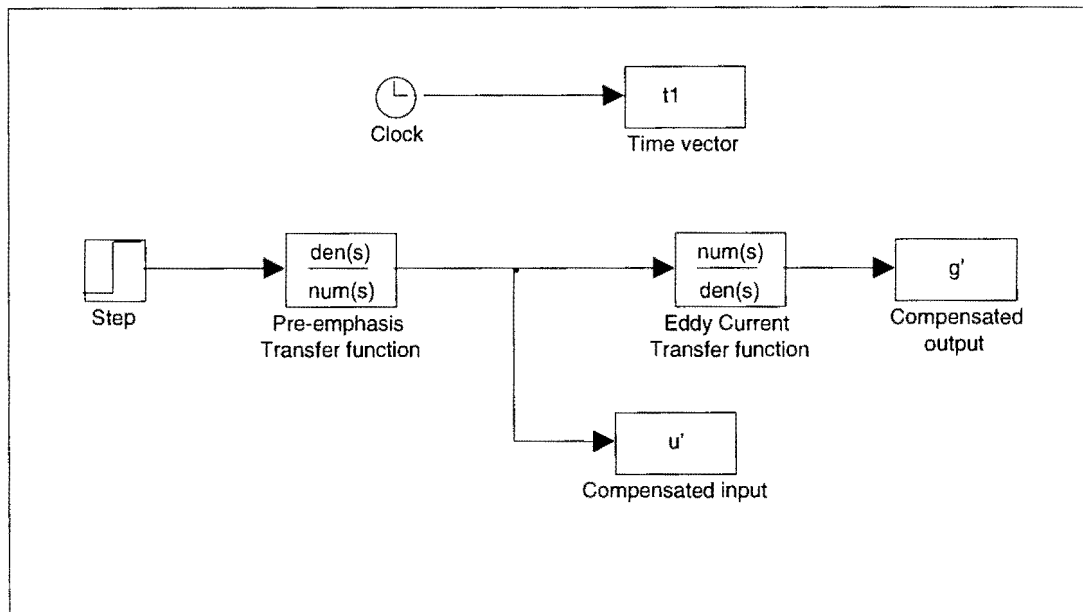 t1
Clock
Time vector
den(s)
num(s)
num(s)
den(s)
g'
Step
Pre-emphasis
Transfer function
Eddy Current
Transfer function
Compensated
output
u'
Compensated input